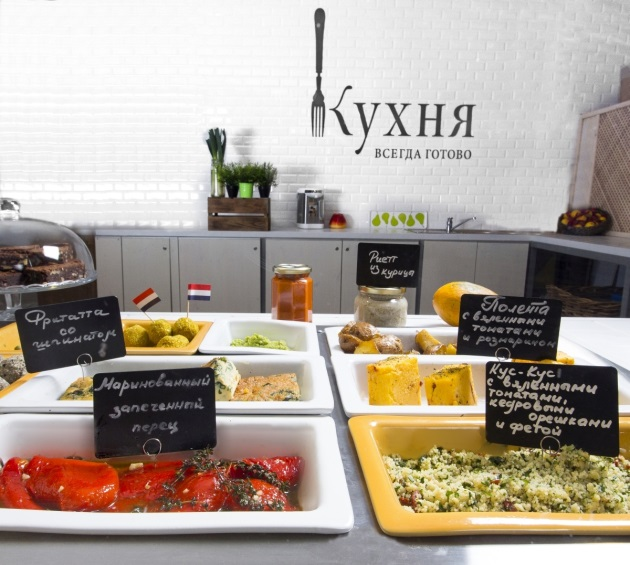 Кухня
ВСЕГДА ГОТОВО
Риетт
из курицы
Фритатта
со
шпинатом
Полента
с вялеными
томатами и
розмарином
Маринованный
запеченный
перец
Кус-Кус
с вялеными
томатами,
кедровыми
орешками
и фетой